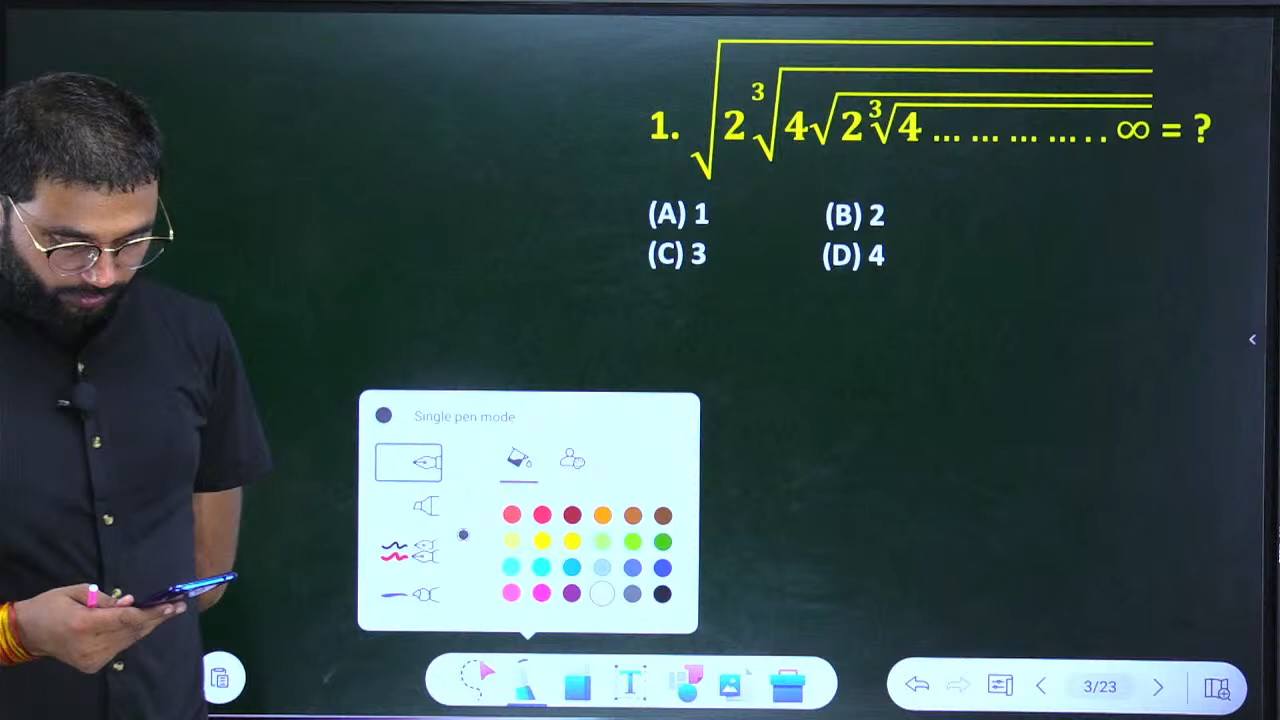 1. √2∛4√2∛4 ... ... ... ... . . ∞ = ?
(A) 1 (B) 2
(C) 3 (D) 4
Single pen mode
T
3/23